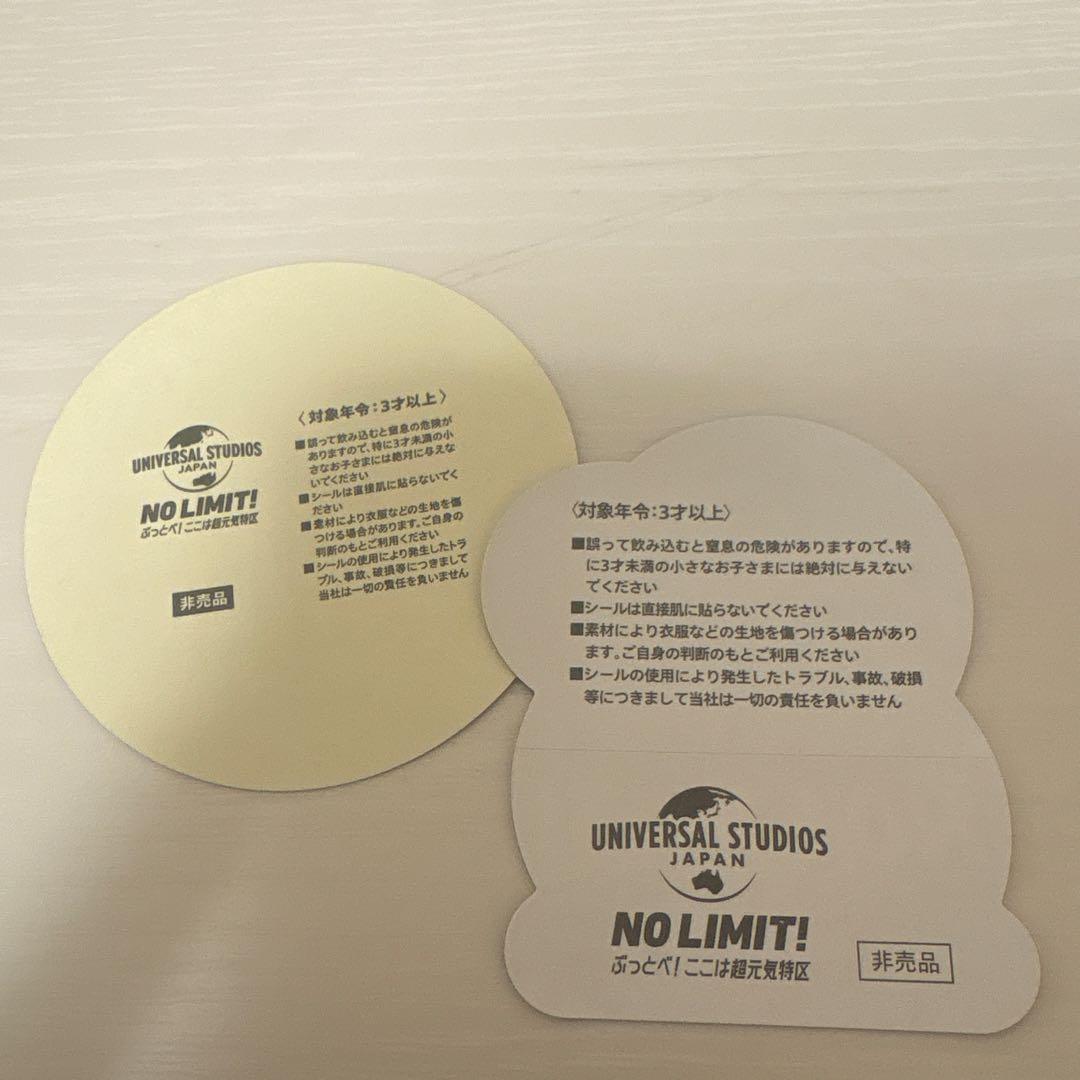 UNIVERSAL STUDIOS
JAPAN
NO LIMIT!
ぶっとべ!ここは超元気特区
非売品
〈対象年令:3才以上〉
■誤って飲み込むと窒息の危険が
ありますので、特に3才未満の小
さなお子さまには絶対に与えな
いでください
■シールは直接肌に貼らないでく
ださい
■素材により衣服などの生地を傷
つける場合があります。ご自身の
判断のもとご利用ください
■シールの使用により発生したトラ
ブル、事故、破損等につきまして
当社は一切の責任を負いません
〈対象年令:3才以上〉
■誤って飲み込むと窒息の危険がありますので、特
に3才未満の小さなお子さまには絶対に与えない
でください
■シールは直接肌に貼らないでください
■素材により衣服などの生地を傷つける場合があり
ます。ご自身の判断のもとご利用ください
■シールの使用により発生したトラブル、事故、破損
等につきまして当社は一切の責任を負いません
UNIVERSAL STUDIOS
JAPAN
NO LIMIT!
ぶっとべ!ここは超元気特区
非売品